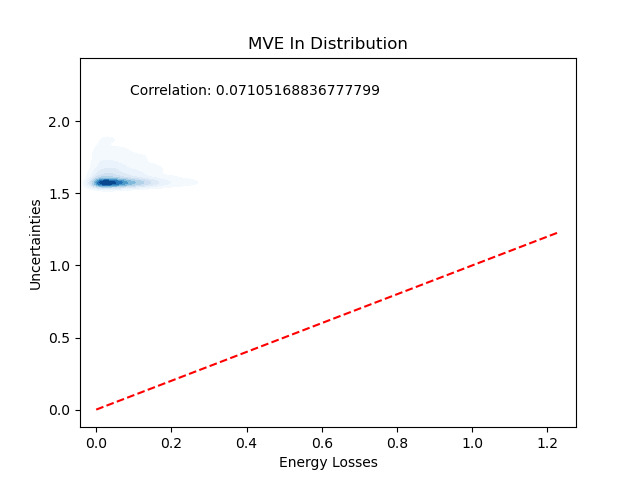 MVE In Distribution
Correlation: 0.07105168836777799
2.0
1.5
1.0
0.5
0.0
Uncertainties
0.0 0.2 0.4 0.6 0.8 1.0 1.2
Energy Losses